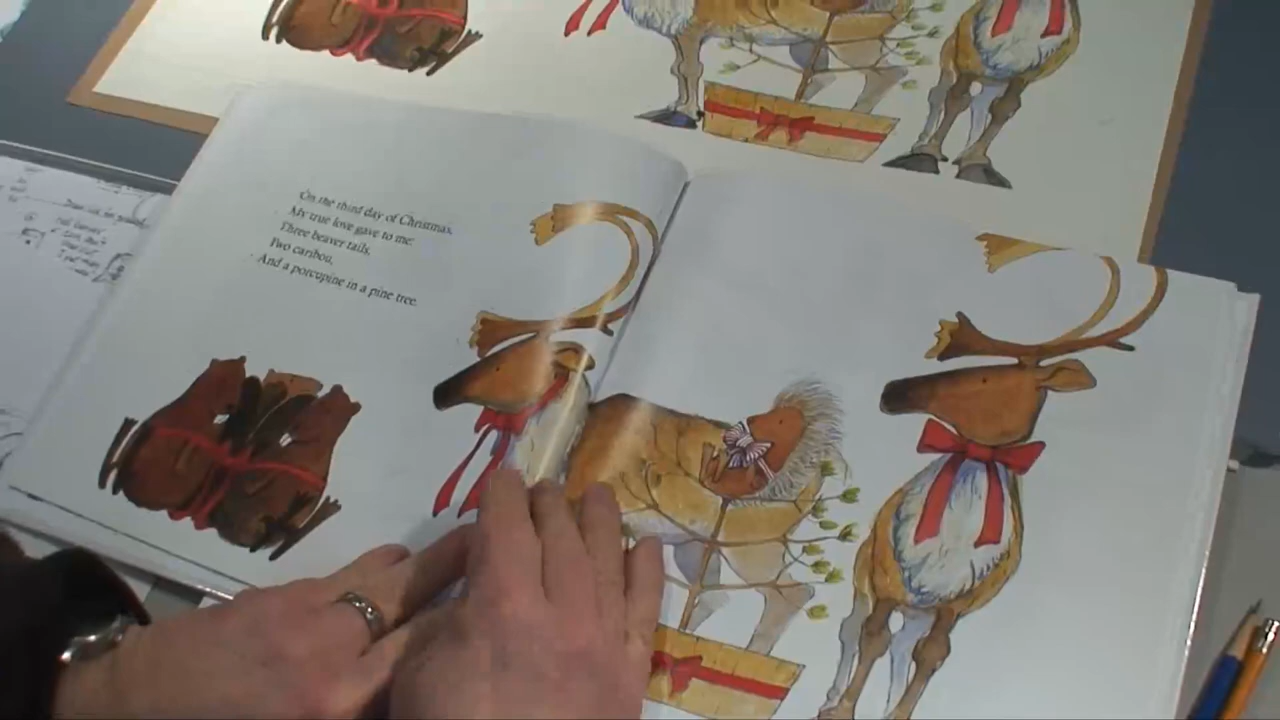 On the third day of Christmas,
My true love gave to me:
Three beaver tails,
Two caribou,
And a porcupine in a pine tree.